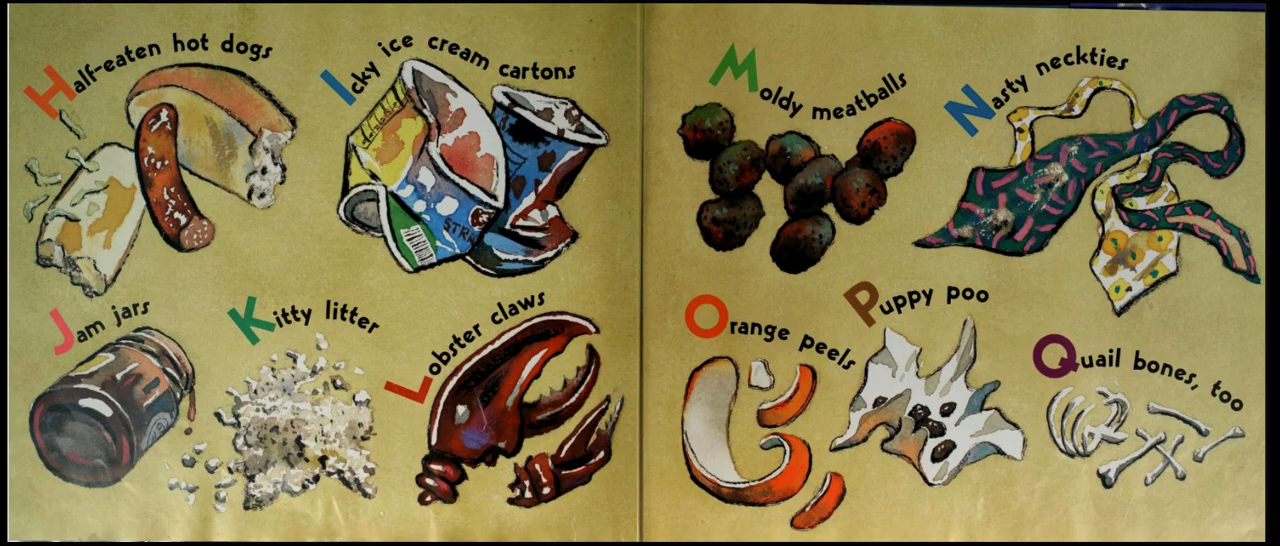 Half-eaten hot dogs
Icky ice cream cartons
STR
Jam jars
Kitty litter
Lobster claws
Moldy meatballs
Nasty neckties
Orange peels
Puppy poo
Quail bones, too